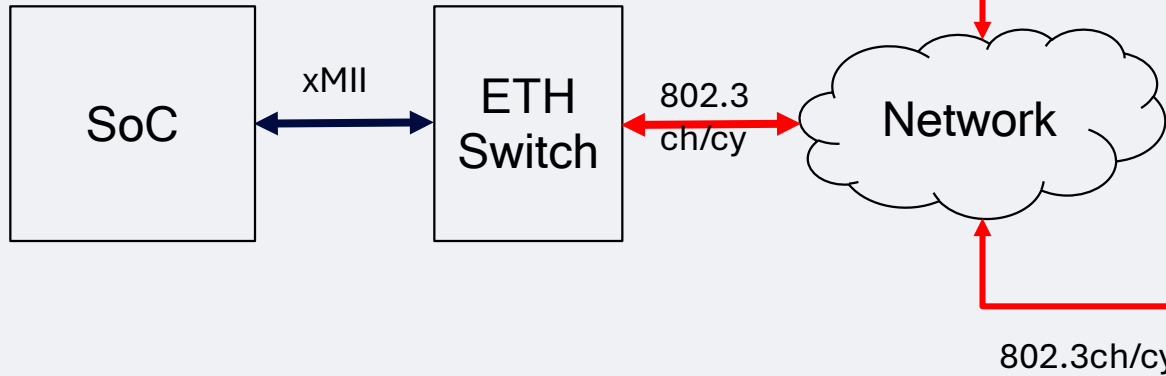 SoC
xMII
ETH
Switch
802.3
ch/cy
Network
802.3ch/cy